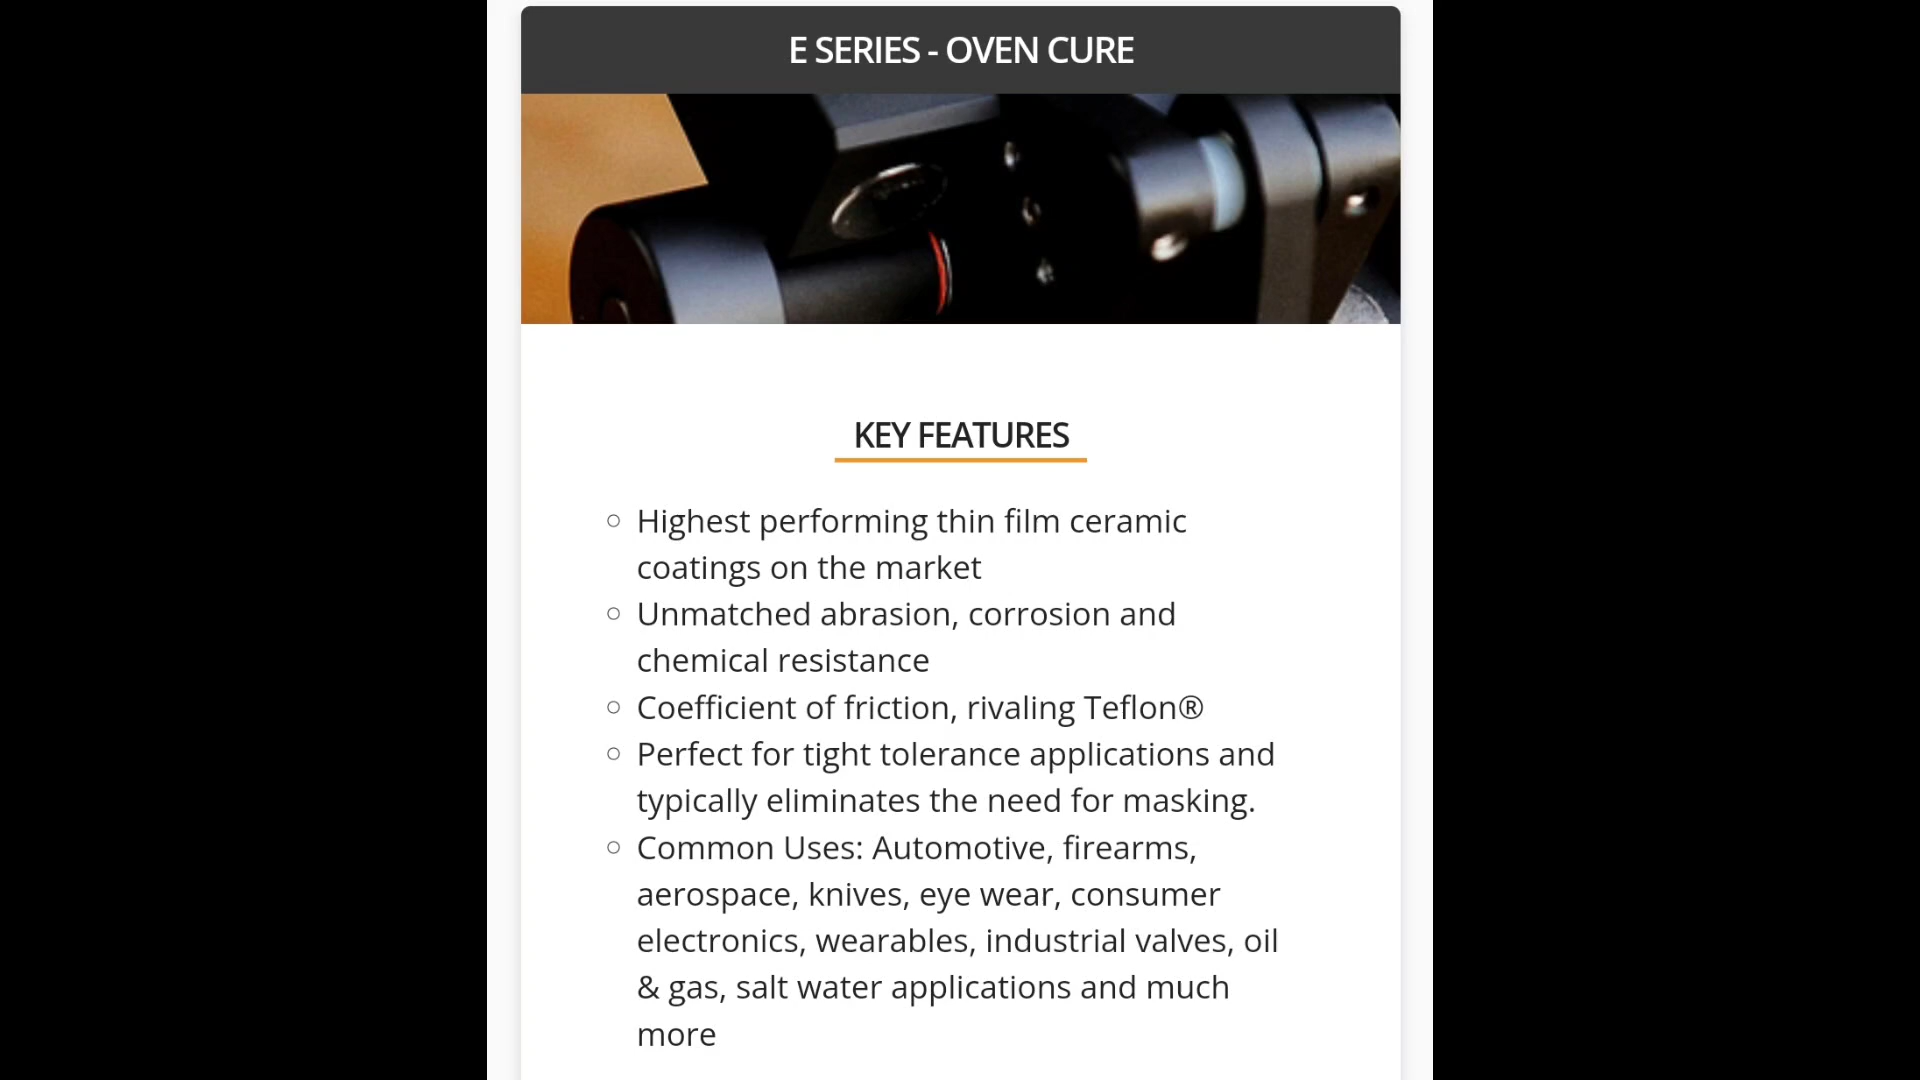 E SERIES - OVEN CURE
KEY FEATURES
Highest performing thin film ceramic
coatings on the market
Unmatched abrasion, corrosion and
chemical resistance
Coefficient of friction, rivaling Teflon®
Perfect for tight tolerance applications and
typically eliminates the need for masking.
Common Uses: Automotive, firearms,
aerospace, knives, eye wear, consumer
electronics, wearables, industrial valves, oil
& gas, salt water applications and much
more